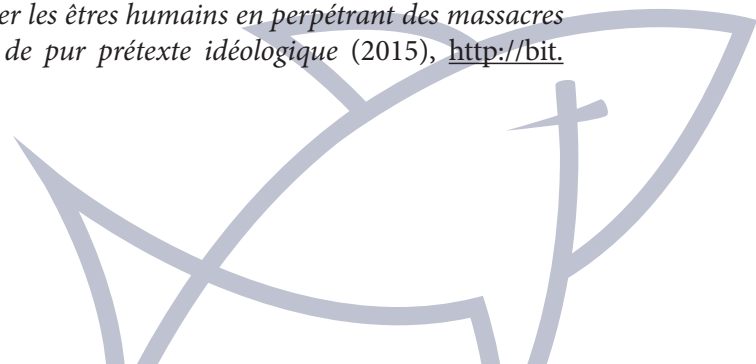 er les êtres humains en perpétrant des massacres
de pur prétexte idéologique (2015), http://bit.